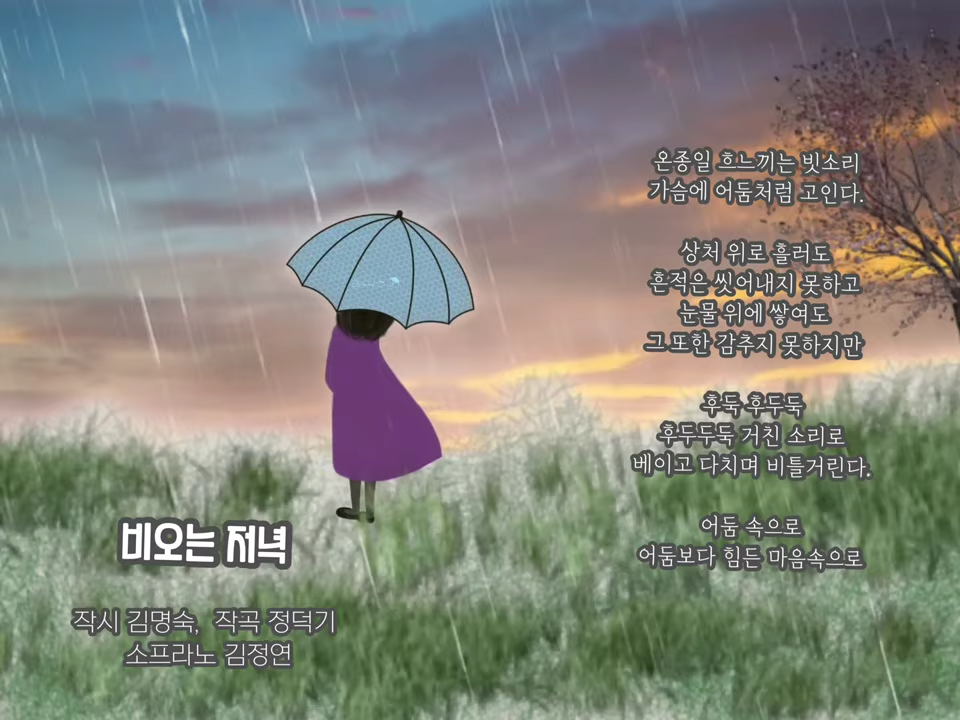 온종일 흐느끼는 빗소리
가슴에 어둠처럼 고인다.
상처 위로 흘러도
흔적은 씻어내지 못하고
눈물 위에 쌓여도
그 또한 감추지 못하지만
후둑 후두둑
후두두둑 거친 소리로
베이고 다치며 비틀거린다.
어둠 속으로
어둠보다 힘든 마음속으로
비오는 저녁
작시 김명숙, 작곡 정덕기
소프라노 김정연